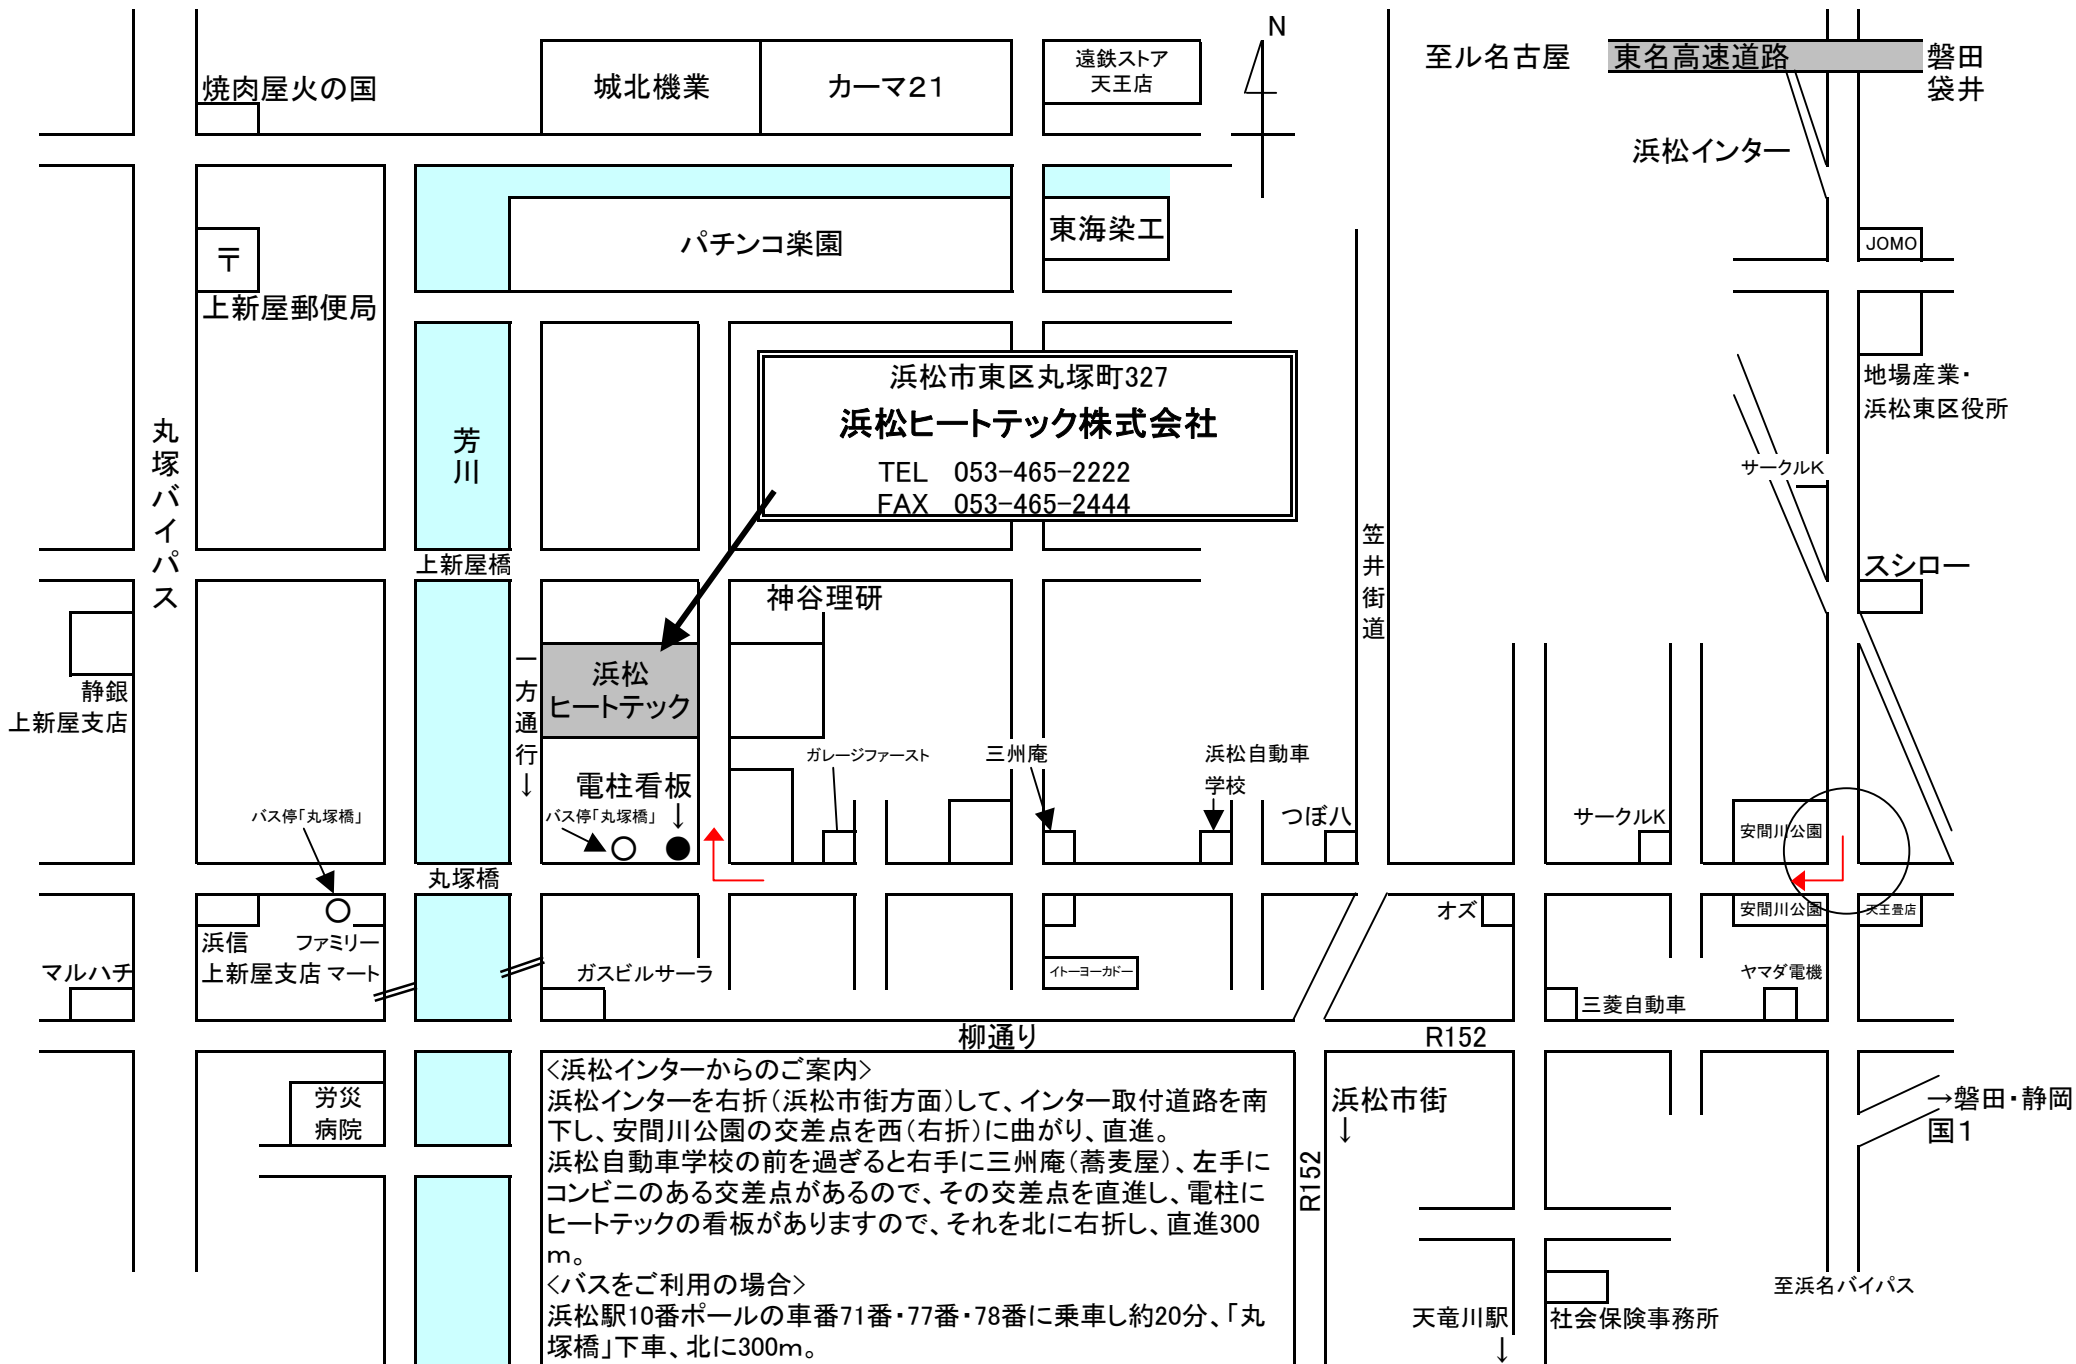 N
焼肉屋火の国
城北機業
カーマ21
遠鉄ストア
天王店
至ル名古屋
東名高速道路
磐田
袋井
浜松インター
〒
上新屋郵便局
パチンコ楽園
東海染工
JOMO
地場産業・
浜松東区役所
浜松市東区丸塚町327
浜松ヒートテック株式会社
TEL 053-465-2222
FAX 053-465-2444
丸塚バイパス
芳川
サークルK
笠井街道
上新屋橋
スシロー
神谷理研
静銀
上新屋支店
一方通行↓
浜松
ヒートテック
ガレージファースト
三州庵
浜松自動車
学校
↓
電柱看板
↓
バス停「丸塚橋」
バス停「丸塚橋」
つぼ八
サークルK
安間川公園
丸塚橋
オズ
安間川公園
天王畳店
浜信
上新屋支店
ファミリー
マート
マルハチ
ガスビルサーラ
イトーヨーカドー
三菱自動車
ヤマダ電機
柳通り
R152
労災
病院
<浜松インターからのご案内>
浜松インターを右折(浜松市街方面)して、インター取付道路を南
下し、安間川公園の交差点を西(右折)に曲がり、直進。
浜松自動車学校の前を過ぎると右手に三州庵(蕎麦屋)、左手に
コンビニのある交差点があるので、その交差点を直進し、電柱に
ヒートテックの看板がありますので、それを北に右折し、直進300
m。
<バスをご利用の場合>
浜松駅10番ポールの車番71番・77番・78番に乗車し約20分、「丸
塚橋」下車、北に300m。
R152
浜松市街
↓
→磐田・静岡
国1
至浜名バイパス
天竜川駅
↓
社会保険事務所